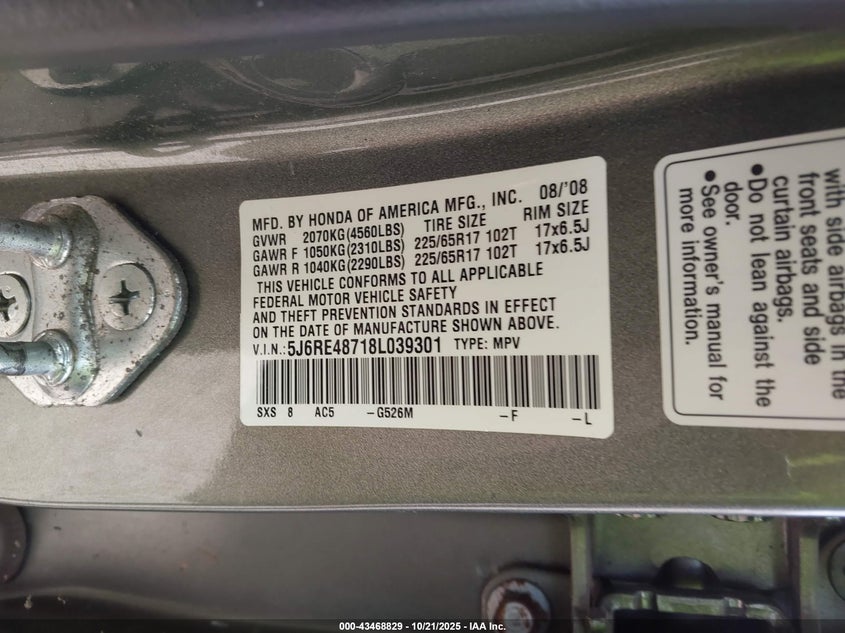 MFD. BY HONDA OF AMERICA MFG., INC. 08/'08
GVWR 2070KG(4560LBS) TIRE SIZE RIM SIZE
GAWR F 1050KG(2310LBS) 225/65R17 102T 17x6.5J
GAWR R 1040KG(2290LBS) 225/65R17 102T 17x6.5J
THIS VEHICLE CONFORMS TO ALL APPLICABLE
FEDERAL MOTOR VEHICLE SAFETY
AND THEFT PREVENTION STANDARDS IN EFFECT
ON THE DATE OF MANUFACTURE SHOWN ABOVE.
V.I.N.: 5J6RE48718L039301 TYPE: MPV
SXS 8 AC5 -G526M -F -L
with side airbags in the
front seats and side
curtain airbags.
• Do not lean against the
door.
• See owner's manual for
more information.
000-43468829 - 10/21/2025 - IAA Inc.